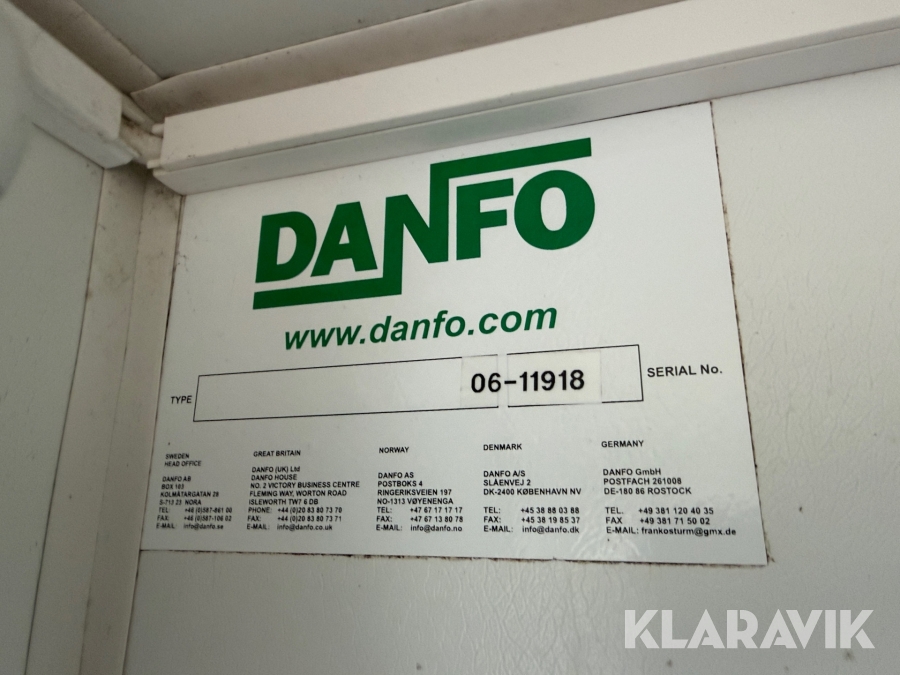 DANFO
www.danfo.com
TYPE 06-11918 SERIAL No.
SWEDEN
HEAD OFFICE
DANFO AB
BOX 103
KOLMÄTARGATAN 29
S-713 23 NORA
TEL: +46 (0)587-861 00
FAX: +46 (0)587-106 02
E-MAIL: info@danfo.se
GREAT BRITAIN
DANFO (UK) Ltd
DANFO HOUSE
NO. 2 VICTORY BUSINESS CENTRE
FLEMING WAY, WORTON ROAD
ISLEWORTH TW7 6 DB
PHONE: +44 (0)20 83 80 73 70
FAX: +44 (0)20 83 80 73 71
E-MAIL: info@danfo.co.uk
NORWAY
DANFO AS
POSTBOKS 4
RINGERIKSVEIEN 197
NO-1313 VØYENENGA
TEL: +47 67 17 17 17
FAX: +47 67 13 80 78
E-MAIL: info@danfo.no
DENMARK
DANFO A/S
SLÅENVEJ 2
DK-2400 KØBENHAVN NV
TEL: +45 38 88 03 88
FAX: +45 38 19 85 37
E-MAIL: info@danfo.dk
GERMANY
DANFO GmbH
POSTFACH 261008
DE-180 86 ROSTOCK
TEL. +49 381 120 40 35
FAX +49 381 71 50 02
E-MAIL: frankosturm@gmx.de
KLARAVIK